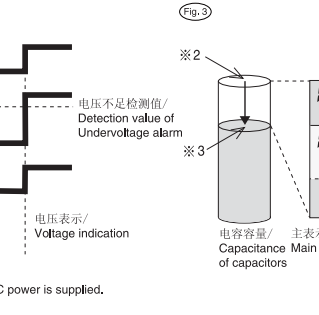 Fig. 3
※2
电压不足检测值/
Detection value of
Undervoltage alarm
※3
电压表示/
Voltage indication
电容容量/
Capacitance
of capacitors
主表
Main
C power is supplied.